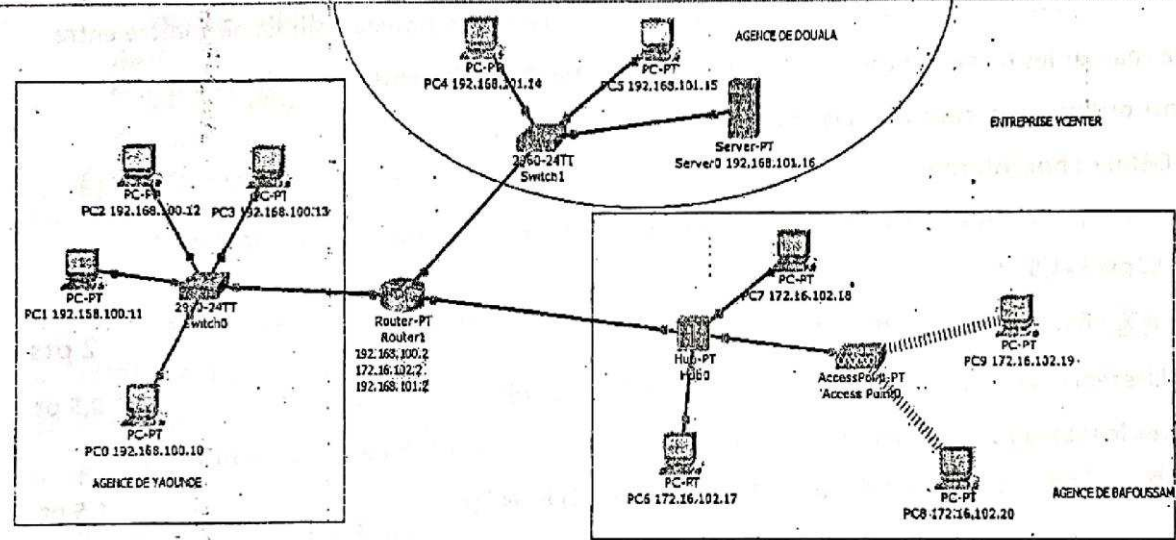 AGENCE DE DOUALA
ENTREPRISE YCENTER
PC-PT
PC4 192.168.101.14
PC-PT
PC5 192.168.101.15
Server-PT
Server0 192.168.101.16
2960-24TT
Switch1
PC-PT
PC2 192.168.100.12
PC-PT
PC3 192.168.100.13
PC-PT
PC1 192.158.100.11
2960-24TT
Switch0
PC-PT
PC0 192.168.100.10
AGENCE DE YAOUNDE
Router-PT
Router1
192.168.100.2
172.16.102.2
192.168.101.2
PC-PT
PC7 172.16.102.18
Hub-PT
Hub0
AccessPoint-PT
Access Point0
PC-PT
PC9 172.16.102.19
PC-PT
PC6 172.16.102.17
PC-PT
PC8 172.16.102.20
AGENCE DE BAFOUSSAM